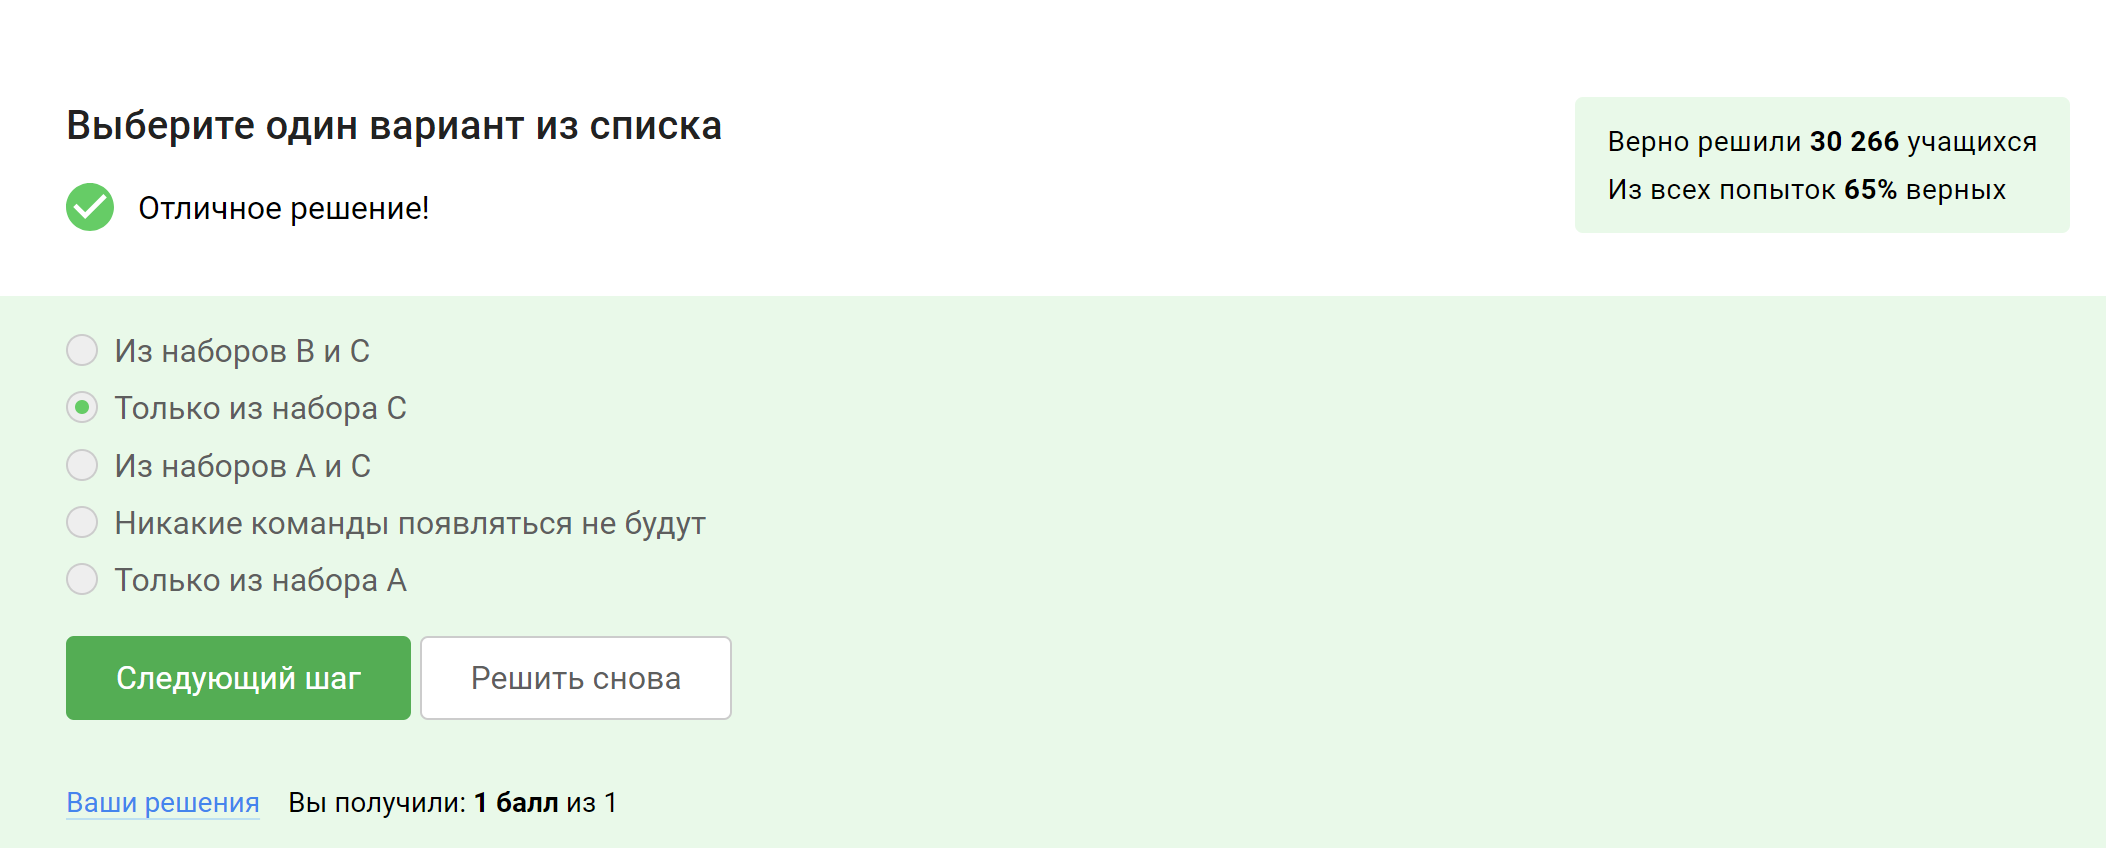 Выберите один вариант из списка
Верно решили 30 266 учащихся
Из всех попыток 65% верных
Отличное решение!
Из наборов B и C
Только из набора C
Из наборов A и C
Никакие команды появляться не будут
Только из набора A
Следующий шаг
Решить снова
Ваши решения
Вы получили: 1 балл из 1